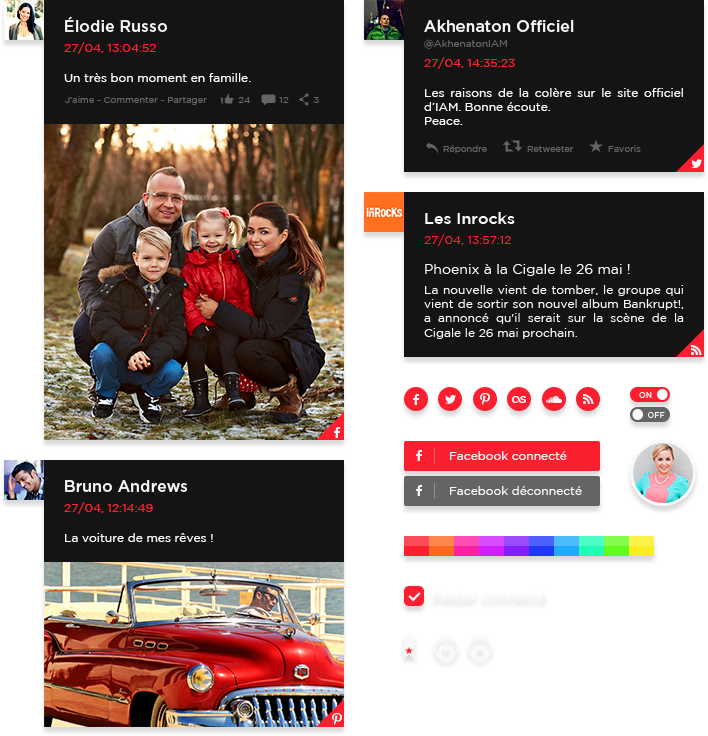 Élodie Russo
27/04, 13:04:52
Un très bon moment en famille.
J'aime - Commenter - Partager 24 12 3
Bruno Andrews
27/04, 12:14:49
La voiture de mes rêves !
Akhenaton Officiel
@AkhenatonIAM
27/04, 14:35:23
Les raisons de la colère sur le site officiel
d'IAM. Bonne écoute.
Peace.
Répondre Retweeter Favoris
inRocKs
Les Inrocks
27/04, 13:57:12
Phoenix à la Cigale le 26 mai !
La nouvelle vient de tomber, le groupe qui
vient de sortir son nouvel album Bankrupt!,
a annoncé qu'il serait sur la scène de la
Cigale le 26 mai prochain.
ON
OFF
Facebook connecté
Facebook déconnecté
Rester connecté